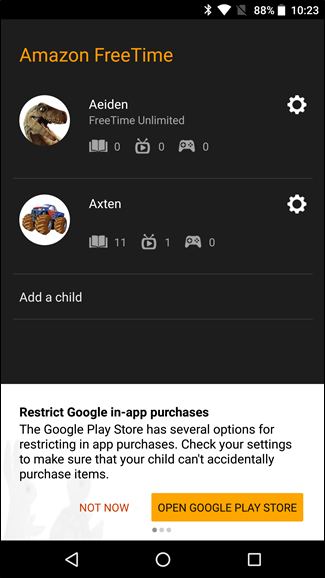 88% 10:23
Amazon FreeTime
Aeiden
FreeTime Unlimited
0 0 0
Axten
11 1 0
Add a child
Restrict Google in-app purchases
The Google Play Store has several options for
restricting in app purchases. Check your settings
to make sure that your child can't accidentally
purchase items.
NOT NOW OPEN GOOGLE PLAY STORE